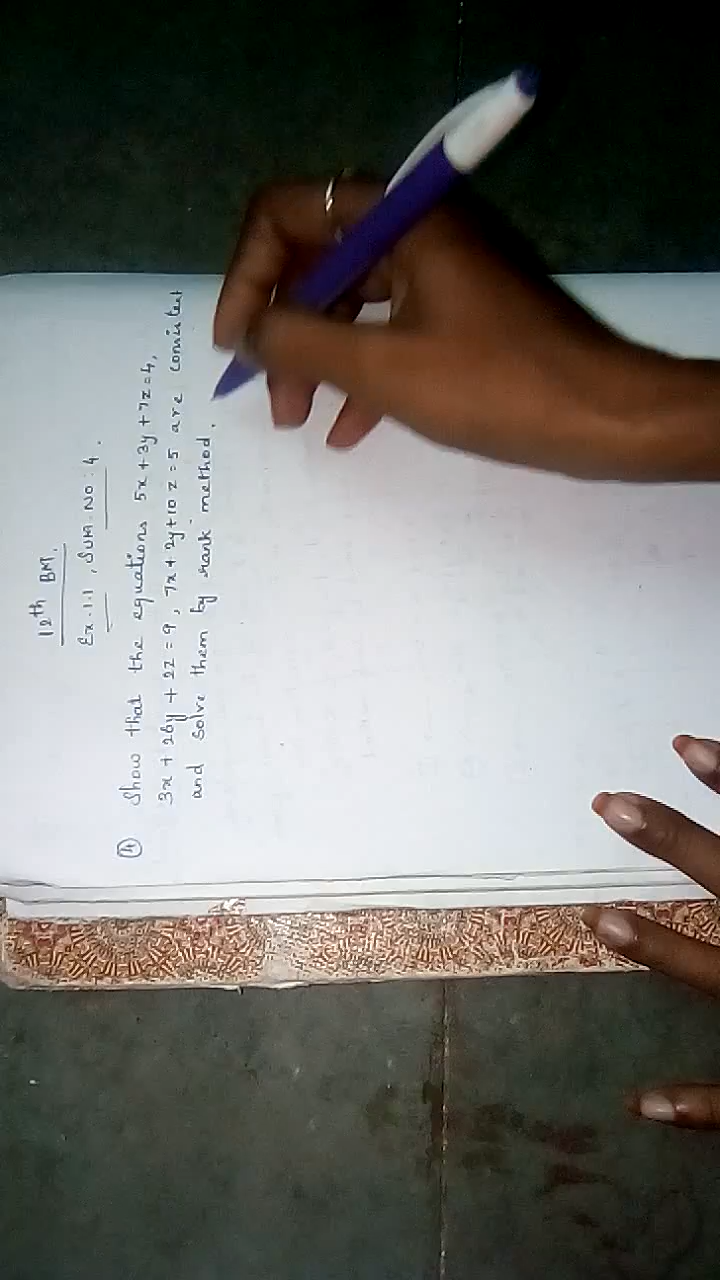 12th BM.
Ex-1.1, SUM.NO: 4.
④ Show that the equations 5x+3y+7z=4,
3x+26y+2z=9, 7x+2y+10z=5 are consistent
and solve them by rank method.